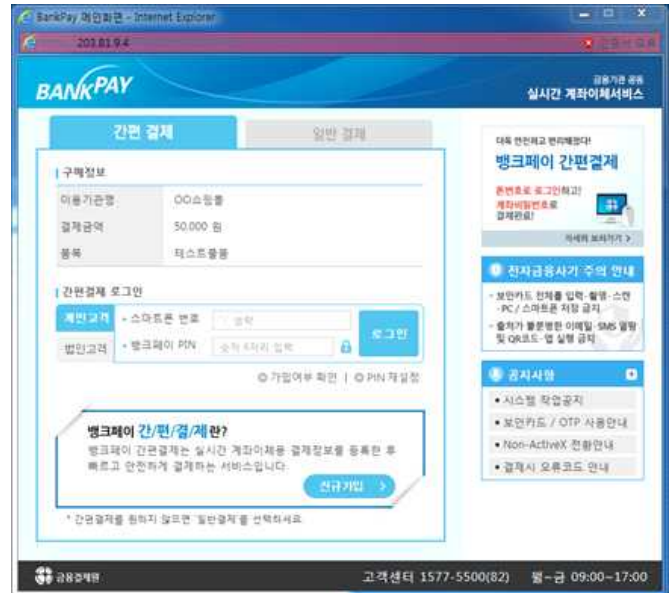 BankPay 메인화면 - Internet Explorer
203.81.9.4
인증서 오류
BANKPAY
금융기관 공동
실시간 계좌이체서비스
간편 결제
일반 결제
구매정보
이용기관명
OO쇼핑몰
결제금액
50,000 원
품목
테스트물품
간편결제 로그인
개인고객
스마트폰 번호
'-' 생략
뱅크페이 PIN
숫자 6자리 입력
로그인
법인고객
가입여부 확인 | PIN 재설정
뱅크페이 간/편/결/제란?
뱅크페이 간편결제는 실시간 계좌이체용 결제정보를 등록한 후
빠르고 안전하게 결제하는 서비스입니다.
신규가입 >
* 간편결제를 원하지 않으면 '일반결제'를 선택하세요
더욱 안전하고 편리해졌다!
뱅크페이 간편결제
폰번호로 로그인하고!
계좌비밀번호로
결제완료!
자세히 보러가기 >
전자금융사기 주의 안내
- 보안카드 전체를 입력·촬영·스캔
·PC / 스마트폰 저장 금지
- 출처가 불분명한 이메일·SMS 열람
및 QR코드·앱 실행 금지
공지사항
• 시스템 작업공지
• 보안카드 / OTP 사용안내
• Non-ActiveX 전환안내
• 결제시 오류코드 안내
금융결제원
고객센터 1577-5500(82) 월~금 09:00~17:00